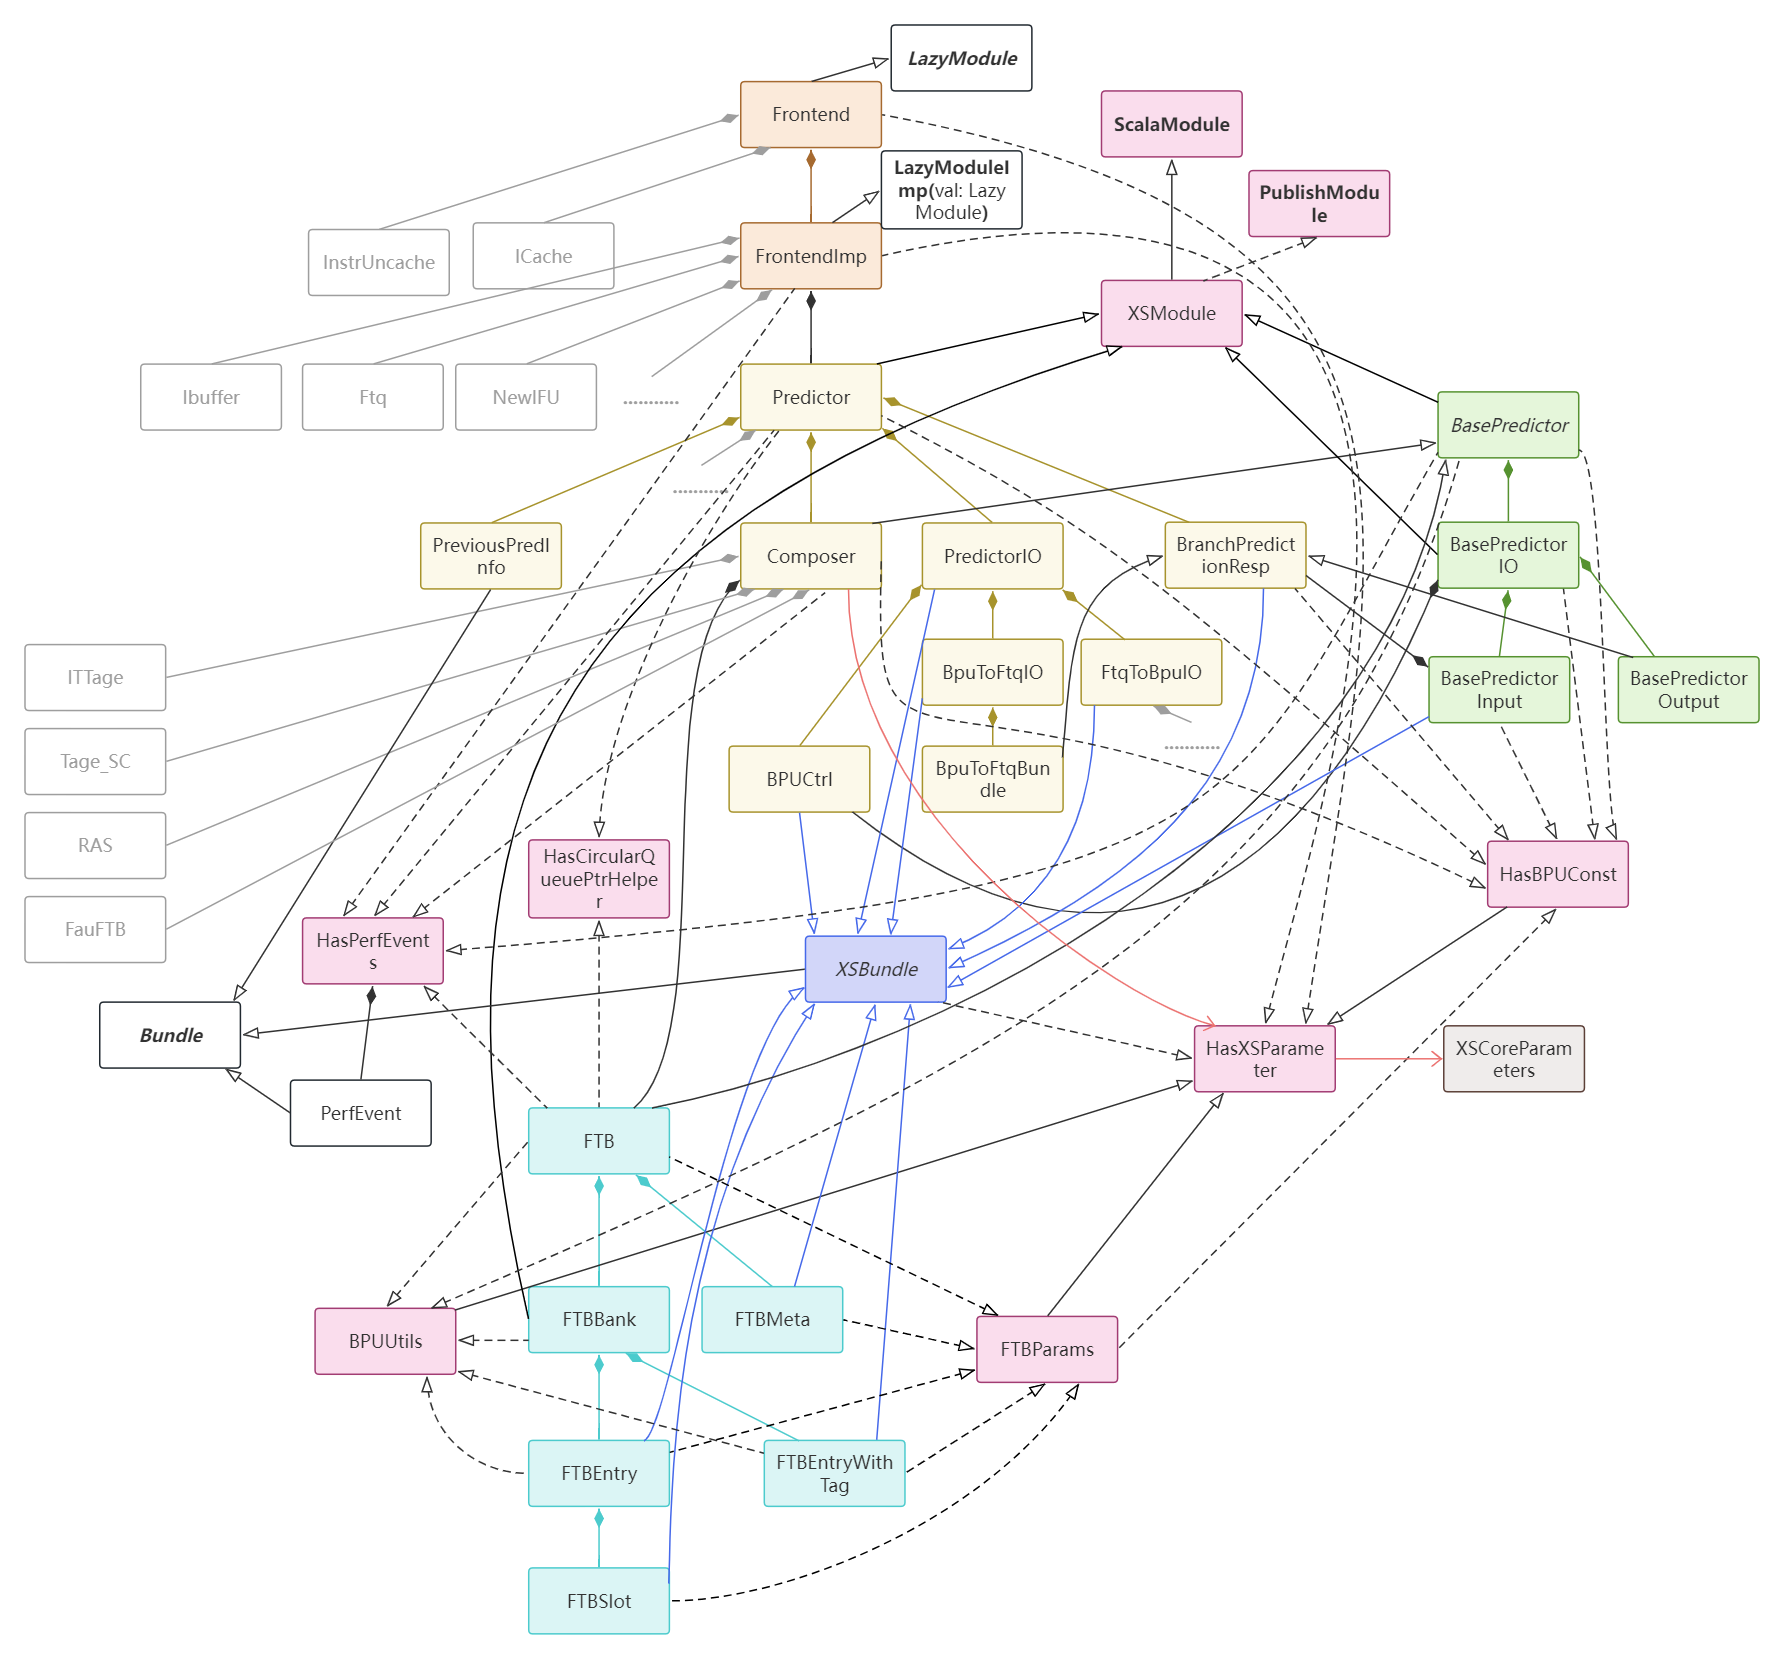 LazyModule
Frontend
ScalaModule
LazyModuleI
mp(val: Lazy
Module)
PublishModu
le
InstrUncache
ICache
FrontendImp
XSModule
Ibuffer
Ftq
NewIFU
...........
Predictor
BasePredictor
...........
PreviousPredI
nfo
Composer
PredictorIO
BranchPredict
ionResp
BasePredictor
IO
ITTage
BpuToFtqIO
FtqToBpuIO
BasePredictor
Input
BasePredictor
Output
...........
Tage_SC
BPUCtrl
BpuToFtqBun
dle
RAS
HasCircularQ
ueuePtrHelpe
r
HasBPUConst
FauFTB
HasPerfEvent
s
XSBundle
Bundle
HasXSParame
ter
XSCoreParam
eters
PerfEvent
FTB
BPUUtils
FTBBank
FTBMeta
FTBParams
FTBEntry
FTBEntryWith
Tag
FTBSlot